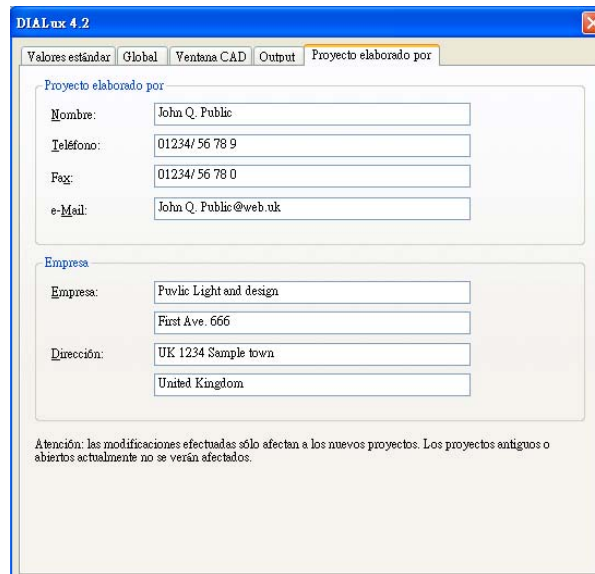 DIALux 4.2
Valores estándar Global Ventana CAD Output Proyecto elaborado por
Proyecto elaborado por
Nombre: John Q. Public
Teléfono: 01234/ 56 78 9
Fax: 01234/ 56 78 0
e-Mail: John Q. Public@web.uk
Empresa
Empresa: Puvlic Light and design
First Ave. 666
Dirección: UK 1234 Sample town
United Kingdom
Atención: las modificaciones efectuadas sólo afectan a los nuevos proyectos. Los proyectos antiguos o
abiertos actualmente no se verán afectados.